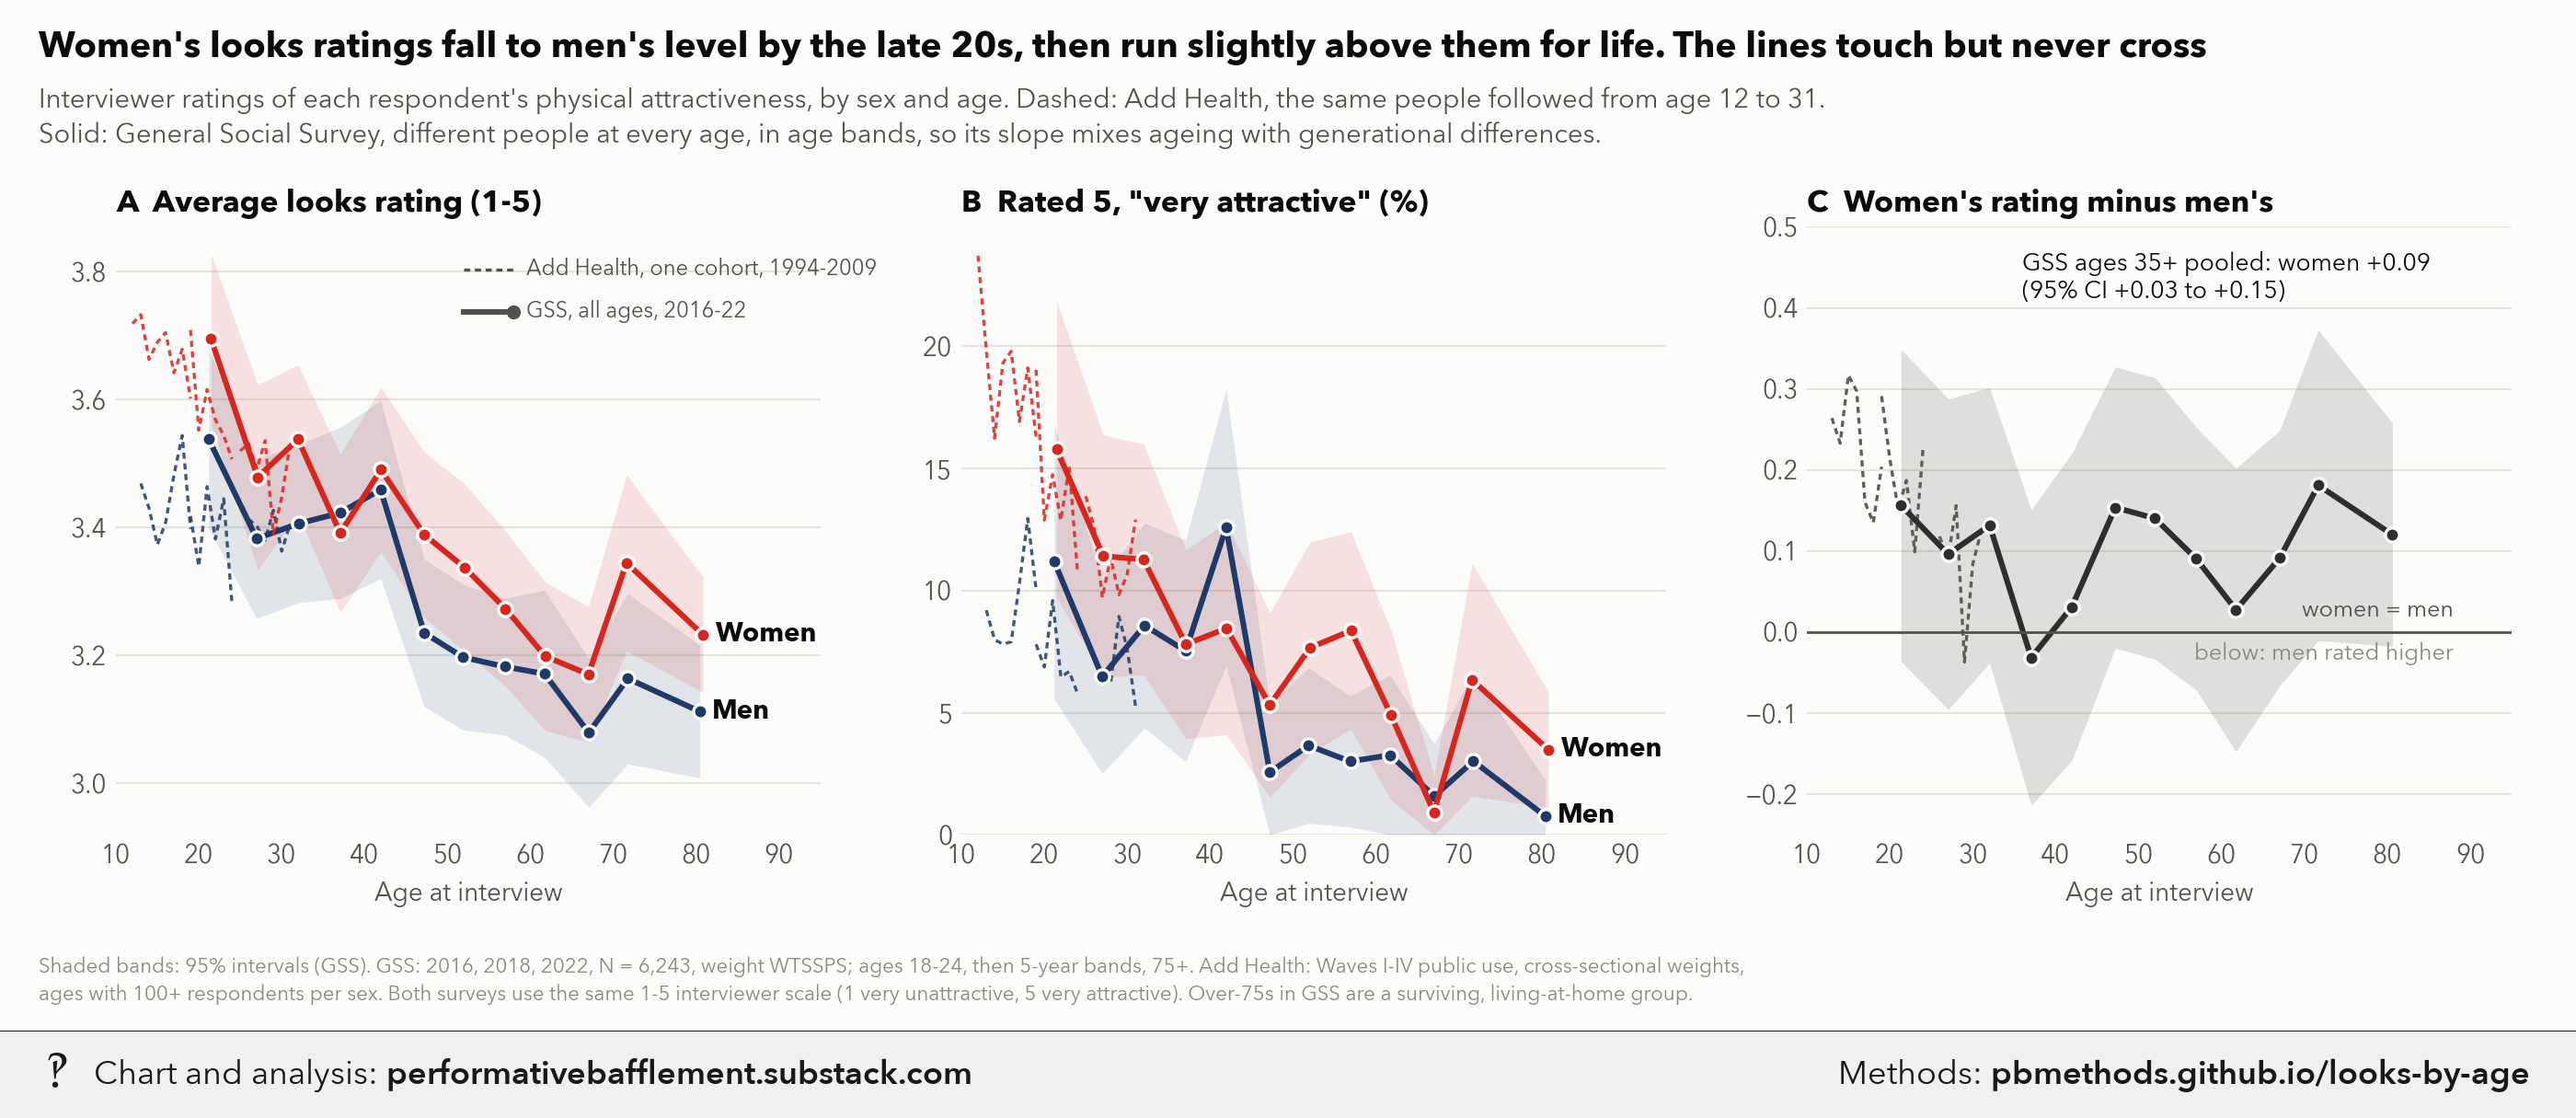 Women's looks ratings fall to men's level by the late 20s, then run slightly above them for life. The lines touch but never cross
Interviewer ratings of each respondent's physical attractiveness, by sex and age. Dashed: Add Health, the same people followed from age 12 to 31.
Solid: General Social Survey, different people at every age, in age bands, so its slope mixes ageing with generational differences.
A Average looks rating (1-5)
3.8
3.6
3.4
3.2
3.0
Add Health, one cohort, 1994-2009
GSS, all ages, 2016-22
Women
Men
10 20 30 40 50 60 70 80 90
Age at interview
B Rated 5, "very attractive" (%)
20
15
10
5
0
Women
Men
10 20 30 40 50 60 70 80 90
Age at interview
C Women's rating minus men's
0.5
0.4
0.3
0.2
0.1
0.0
−0.1
−0.2
GSS ages 35+ pooled: women +0.09
(95% CI +0.03 to +0.15)
women = men
below: men rated higher
10 20 30 40 50 60 70 80 90
Age at interview
Shaded bands: 95% intervals (GSS). GSS: 2016, 2018, 2022, N = 6,243, weight WTSSPS; ages 18-24, then 5-year bands, 75+. Add Health: Waves I-IV public use, cross-sectional weights,
ages with 100+ respondents per sex. Both surveys use the same 1-5 interviewer scale (1 very unattractive, 5 very attractive). Over-75s in GSS are a surviving, living-at-home group.
‽ Chart and analysis: performativebafflement.substack.com
Methods: pbmethods.github.io/looks-by-age